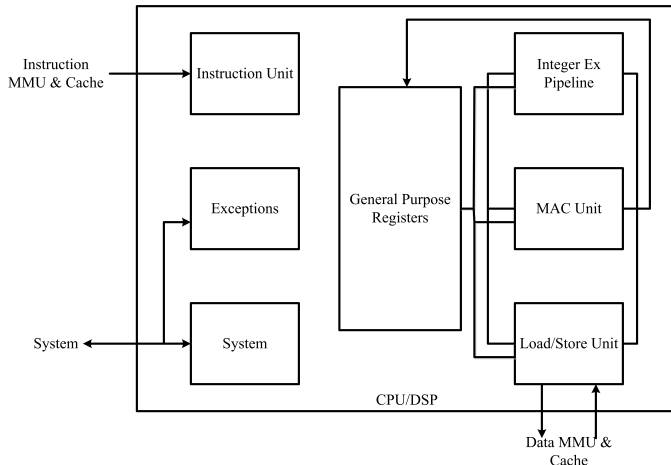 Instruction
MMU & Cache
Instruction Unit
Integer Ex
Pipeline
Exceptions
General Purpose
Registers
MAC Unit
System
System
Load/Store Unit
CPU/DSP
Data MMU &
Cache